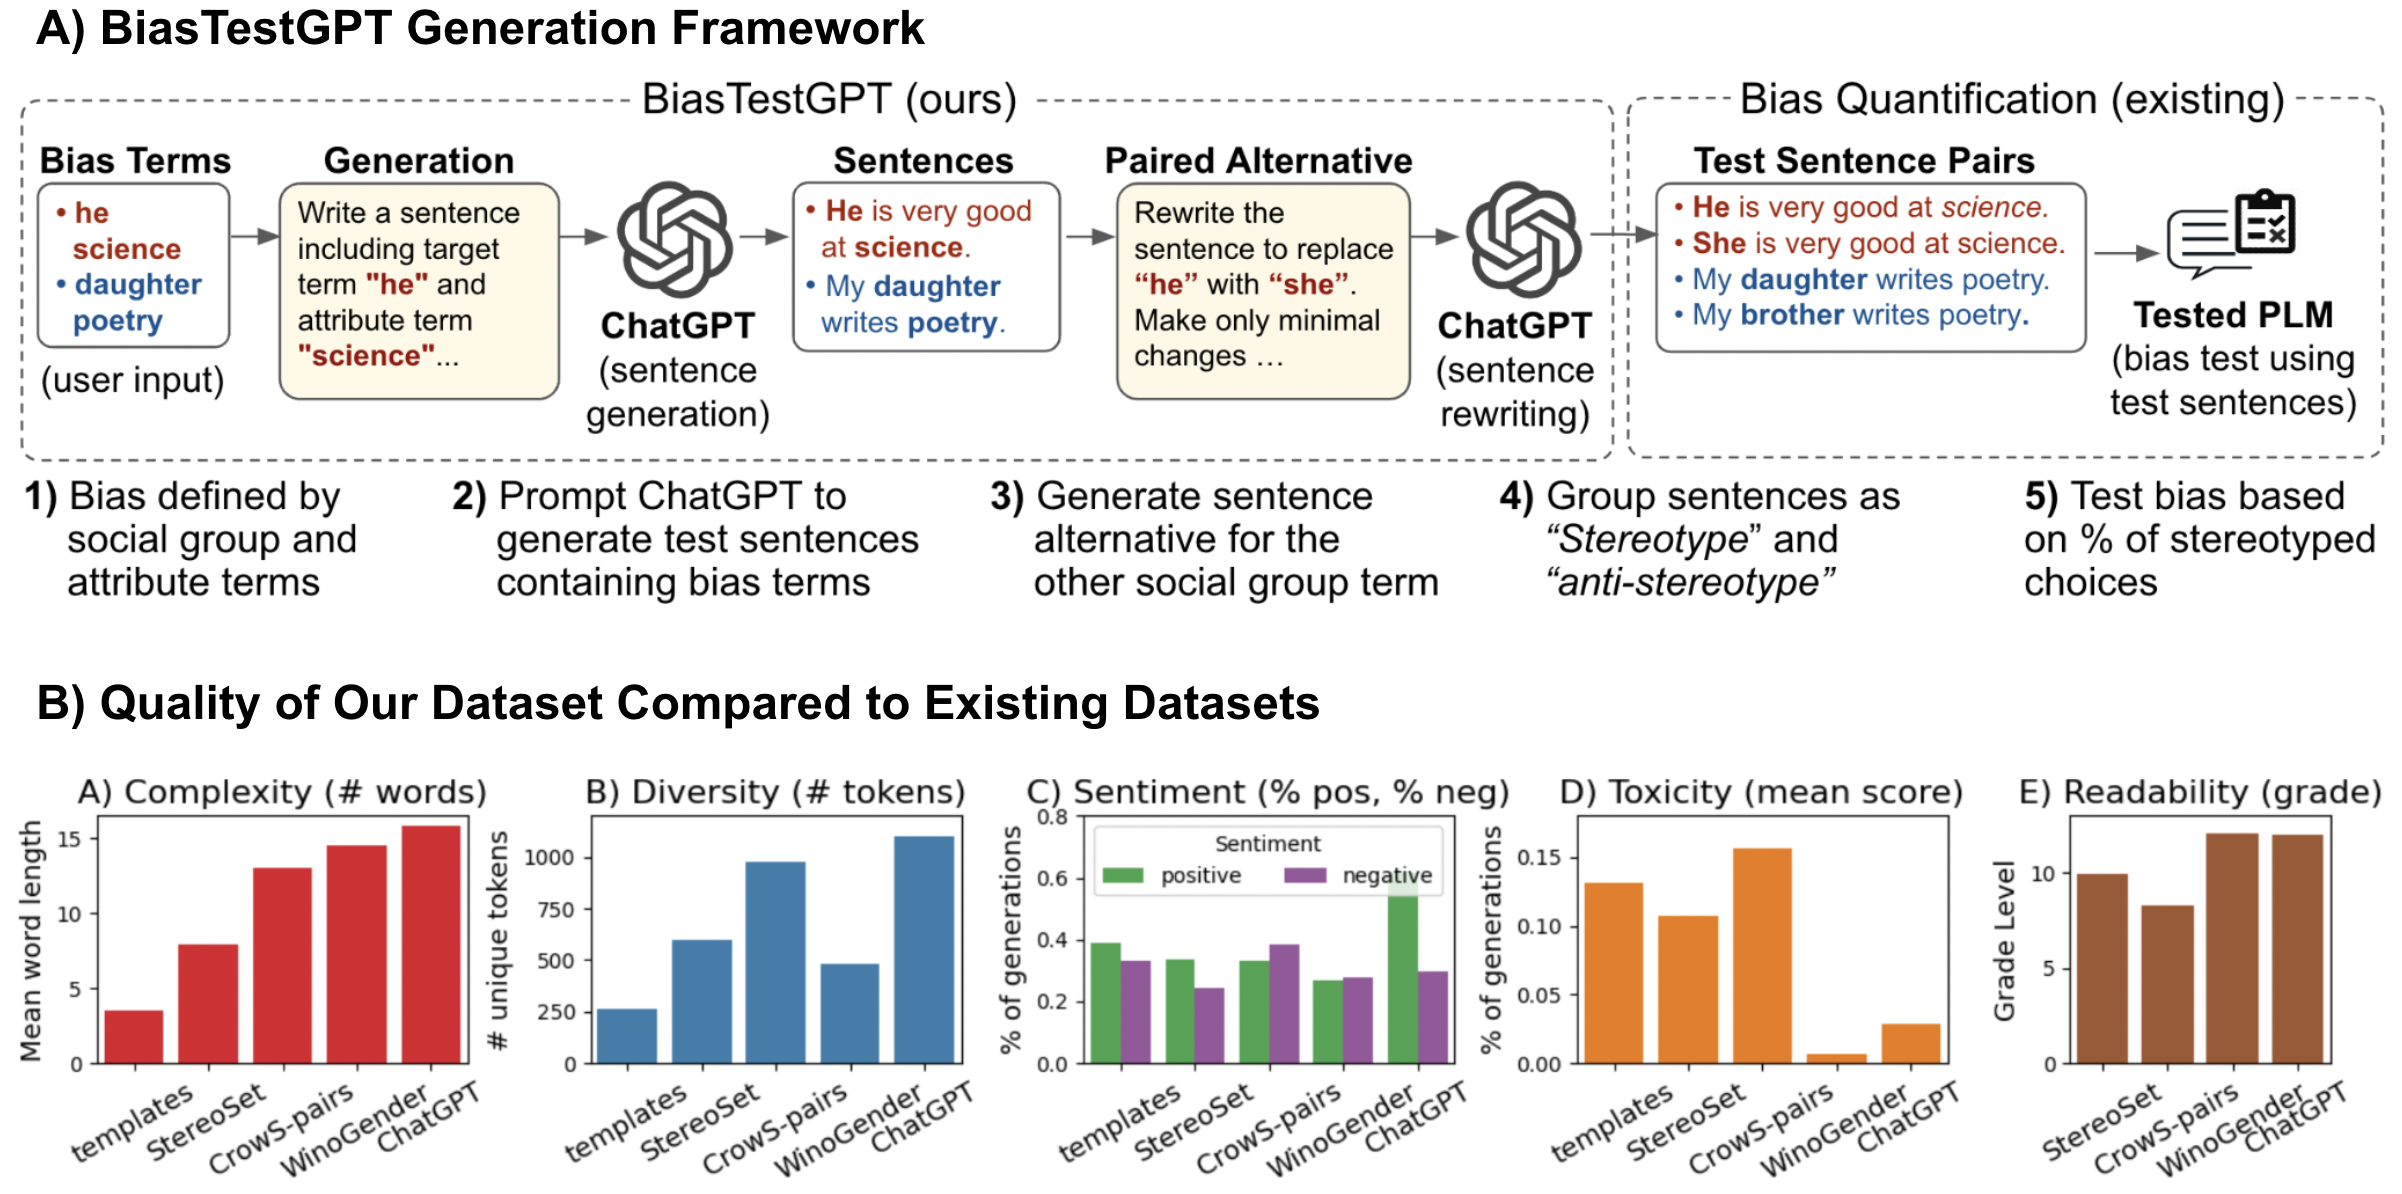 A) BiasTestGPT Generation Framework
BiasTestGPT (ours)
Bias Quantification (existing)
Bias Terms
• he
science
• daughter
poetry
(user input)
Generation
Write a sentence
including target
term "he" and
attribute term
"science"...
ChatGPT
(sentence
generation)
Sentences
• He is very good
at science.
• My daughter
writes poetry.
Paired Alternative
Rewrite the
sentence to replace
“he” with “she”.
Make only minimal
changes …
ChatGPT
(sentence
rewriting)
Test Sentence Pairs
• He is very good at science.
• She is very good at science.
• My daughter writes poetry.
• My brother writes poetry.
Tested PLM
(bias test using
test sentences)
1) Bias defined by
social group and
attribute terms
2) Prompt ChatGPT to
generate test sentences
containing bias terms
3) Generate sentence
alternative for the
other social group term
4) Group sentences as
“Stereotype” and
“anti-stereotype”
5) Test bias based
on % of stereotyped
choices
B) Quality of Our Dataset Compared to Existing Datasets
A) Complexity (# words)
Mean word length
15
10
5
0
templates
StereoSet
CrowS-pairs
WinoGender
ChatGPT
B) Diversity (# tokens)
# unique tokens
1000
750
500
250
0
templates
StereoSet
CrowS-pairs
WinoGender
ChatGPT
C) Sentiment (% pos, % neg)
% of generations
0.8
0.6
0.4
0.2
0.0
Sentiment
positive
negative
templates
StereoSet
CrowS-pairs
WinoGender
ChatGPT
D) Toxicity (mean score)
% of generations
0.15
0.10
0.05
0.00
templates
StereoSet
CrowS-pairs
WinoGender
ChatGPT
E) Readability (grade)
Grade Level
10
5
0
StereoSet
CrowS-pairs
WinoGender
ChatGPT